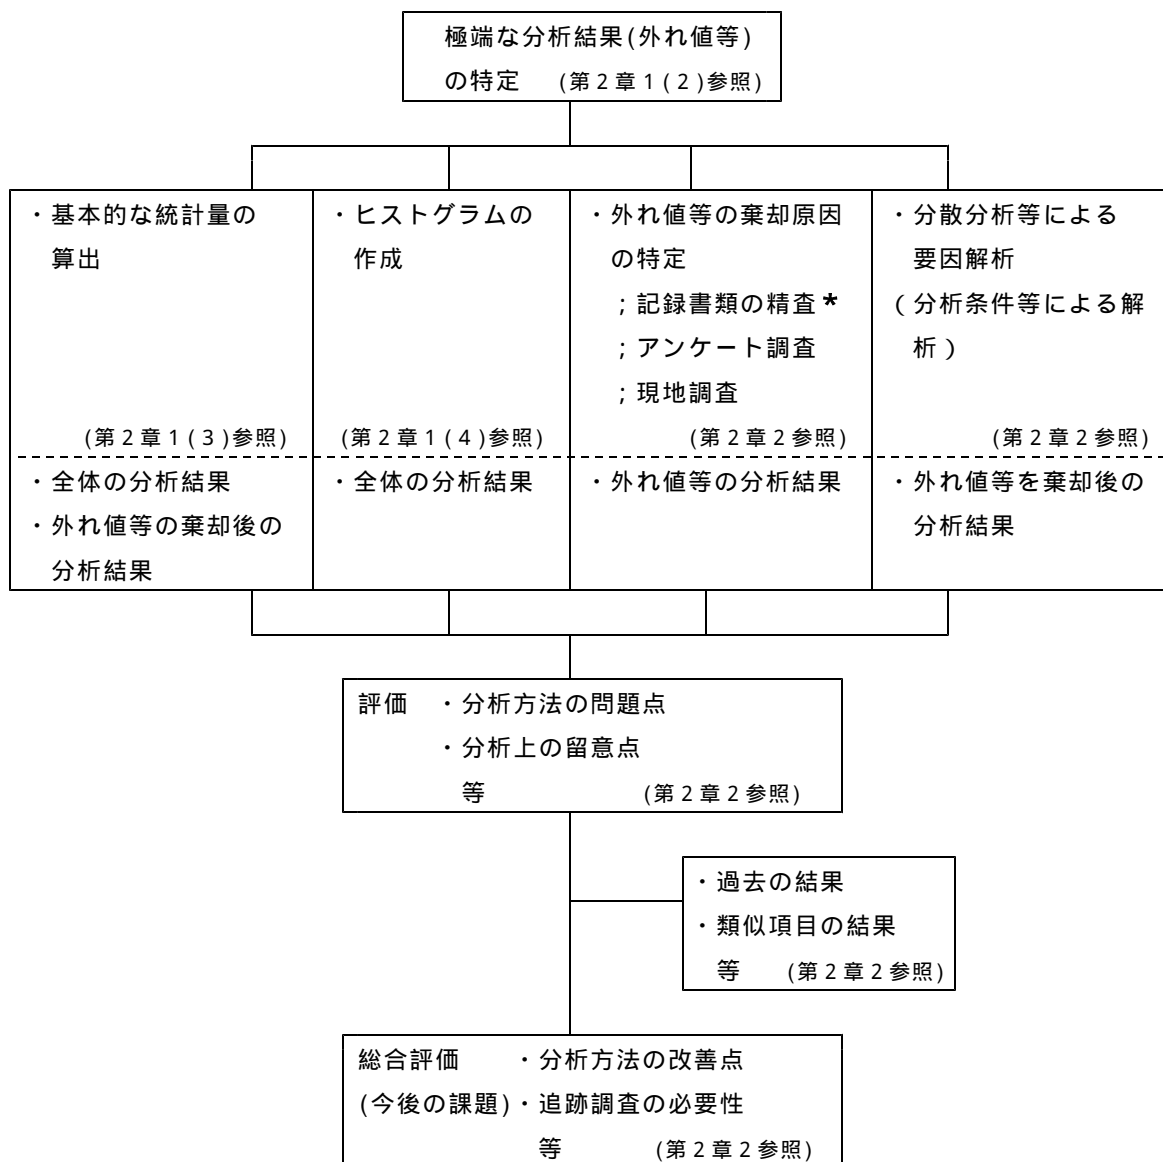 極端な分析結果(外れ値等)
の特定 (第2章1(2)参照)
・基本的な統計量の
算出
(第2章1(3)参照)
・全体の分析結果
・外れ値等の棄却後の
分析結果
・ヒストグラムの
作成
(第2章1(4)参照)
・全体の分析結果
・外れ値等の棄却原因
の特定
;記録書類の精査*
;アンケート調査
;現地調査
(第2章2参照)
・外れ値等の分析結果
・分散分析等による
要因解析
(分析条件等による解
析)
(第2章2参照)
・外れ値等を棄却後の
分析結果
評価 ・分析方法の問題点
・分析上の留意点
等 (第2章2参照)
・過去の結果
・類似項目の結果
等 (第2章2参照)
総合評価 ・分析方法の改善点
(今後の課題)・追跡調査の必要性
等 (第2章2参照)